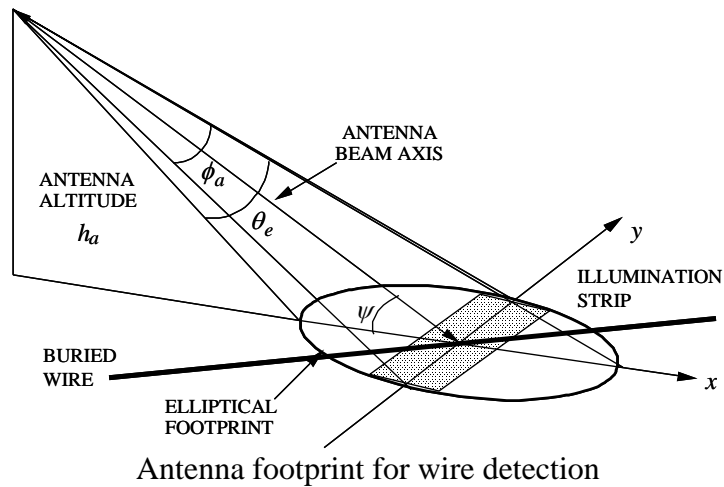 ANTENNA
BEAM AXIS
ϕa
ANTENNA
ALTITUDE
ha
θe
y
ILLUMINATION
STRIP
ψ
BURIED
WIRE
x
ELLIPTICAL
FOOTPRINT
Antenna footprint for wire detection